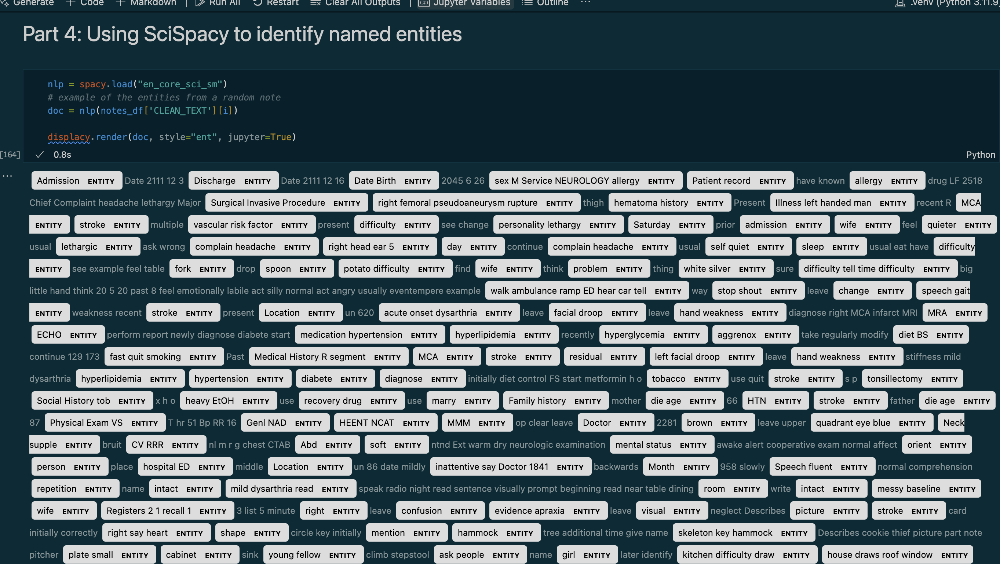 Generate + Code + Markdown | Run All Restart Clear All Outputs | (x) Jupyter Variables Outline ... .venv (Python 3.11.9)
Part 4: Using SciSpacy to identify named entities
nlp = spacy.load("en_core_sci_sm")
# example of the entities from a random note
doc = nlp(notes_df['CLEAN_TEXT'][i])
displacy.render(doc, style="ent", jupyter=True)
[164] ✓ 0.8s Python
... Admission ENTITY Date 2111 12 3 Discharge ENTITY Date 2111 12 16 Date Birth ENTITY 2045 6 26 sex M Service NEUROLOGY allergy ENTITY Patient record ENTITY have known allergy ENTITY drug LF 2518
Chief Complaint headache lethargy Major Surgical Invasive Procedure ENTITY right femoral pseudoaneurysm rupture ENTITY thigh hematoma history ENTITY Present Illness left handed man ENTITY recent R MCA
ENTITY stroke ENTITY multiple vascular risk factor ENTITY present difficulty ENTITY see change personality lethargy ENTITY Saturday ENTITY prior admission ENTITY wife ENTITY feel quieter ENTITY
usual lethargic ENTITY ask wrong complain headache ENTITY right head ear 5 ENTITY day ENTITY continue complain headache ENTITY usual self quiet ENTITY sleep ENTITY usual eat have difficulty
ENTITY see example feel table fork ENTITY drop spoon ENTITY potato difficulty ENTITY find wife ENTITY think problem ENTITY thing white silver ENTITY sure difficulty tell time difficulty ENTITY big
little hand think 20 5 20 past 8 feel emotionally labile act silly normal act angry usually eventempere example walk ambulance ramp ED hear car tell ENTITY way stop shout ENTITY leave change ENTITY speech gait
ENTITY weakness recent stroke ENTITY present Location ENTITY un 620 acute onset dysarthria ENTITY leave facial droop ENTITY leave hand weakness ENTITY diagnose right MCA infarct MRI MRA ENTITY
ECHO ENTITY perform report newly diagnose diabete start medication hypertension ENTITY hyperlipidemia ENTITY recently hyperglycemia ENTITY aggrenox ENTITY take regularly modify diet BS ENTITY
continue 129 173 fast quit smoking ENTITY Past Medical History R segment ENTITY MCA ENTITY stroke ENTITY residual ENTITY left facial droop ENTITY leave hand weakness ENTITY stiffness mild
dysarthria hyperlipidemia ENTITY hypertension ENTITY diabete ENTITY diagnose ENTITY initially diet control FS start metformin h o tobacco ENTITY use quit stroke ENTITY s p tonsillectomy ENTITY
Social History tob ENTITY x h o heavy EtOH ENTITY use recovery drug ENTITY use marry ENTITY Family history ENTITY mother die age ENTITY 66 HTN ENTITY stroke ENTITY father die age ENTITY
87 Physical Exam VS ENTITY T hr 51 Bp RR 16 Genl NAD ENTITY HEENT NCAT ENTITY MMM ENTITY op clear leave Doctor ENTITY 2281 brown ENTITY leave upper quadrant eye blue ENTITY Neck
supple ENTITY bruit CV RRR ENTITY nl m r g chest CTAB Abd ENTITY soft ENTITY ntnd Ext warm dry neurologic examination mental status ENTITY awake alert cooperative exam normal affect orient ENTITY
person ENTITY place hospital ED ENTITY middle Location ENTITY un 86 date mildly inattentive say Doctor 1841 ENTITY backwards Month ENTITY 958 slowly Speech fluent ENTITY normal comprehension
repetition ENTITY name intact ENTITY mild dysarthria read ENTITY speak radio night read sentence visually prompt beginning read near table dining room ENTITY write intact ENTITY messy baseline ENTITY
wife ENTITY Registers 2 1 recall 1 ENTITY 3 list 5 minute right ENTITY leave confusion ENTITY evidence apraxia ENTITY leave visual ENTITY neglect Describes picture ENTITY stroke ENTITY card
initially correctly right say heart ENTITY shape ENTITY circle key initially mention ENTITY hammock ENTITY tree additional time give name skeleton key hammock ENTITY Describes cookie thief picture part note
pitcher plate small ENTITY cabinet ENTITY sink young fellow ENTITY climb stepstool ask people ENTITY name girl ENTITY later identify kitchen difficulty draw ENTITY house draws roof window ENTITY